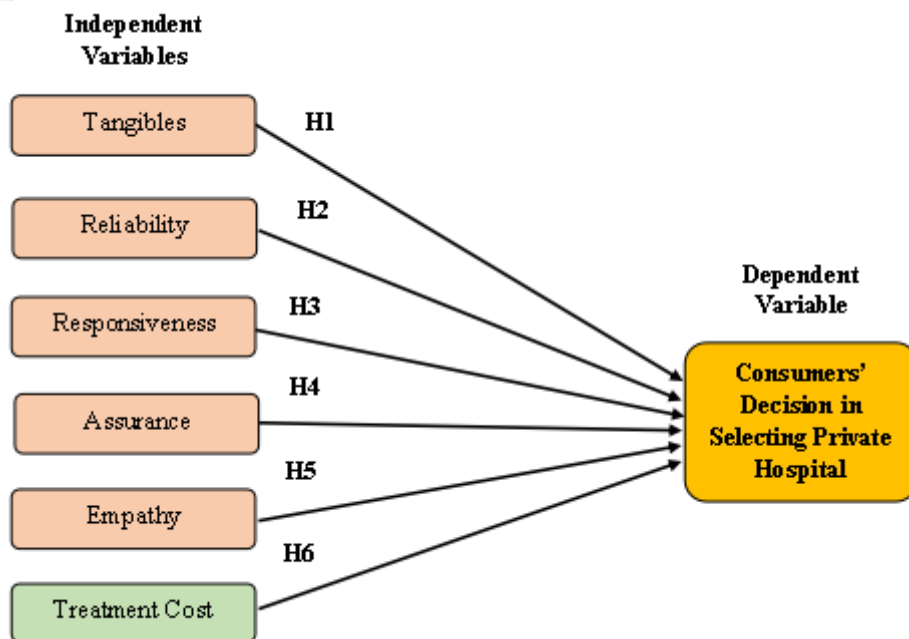 Independent
Variables
Tangibles
H1
Reliability
H2
Responsiveness
H3
Assurance
H4
Empathy
H5
Treatment Cost
H6
Dependent
Variable
Consumers’
Decision in
Selecting Private
Hospital